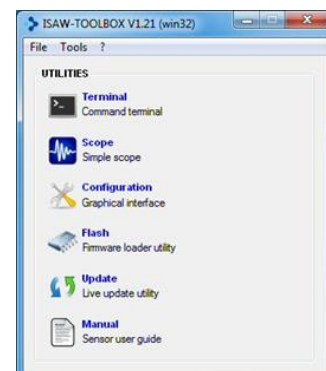 ISAW-TOOLBOX V1.21 (win32)
File Tools ?
UTILITIES
Terminal
Command terminal
Scope
Simple scope
Configuration
Graphical interface
Flash
Firmware loader utility
Update
Live update utility
Manual
Sensor user guide